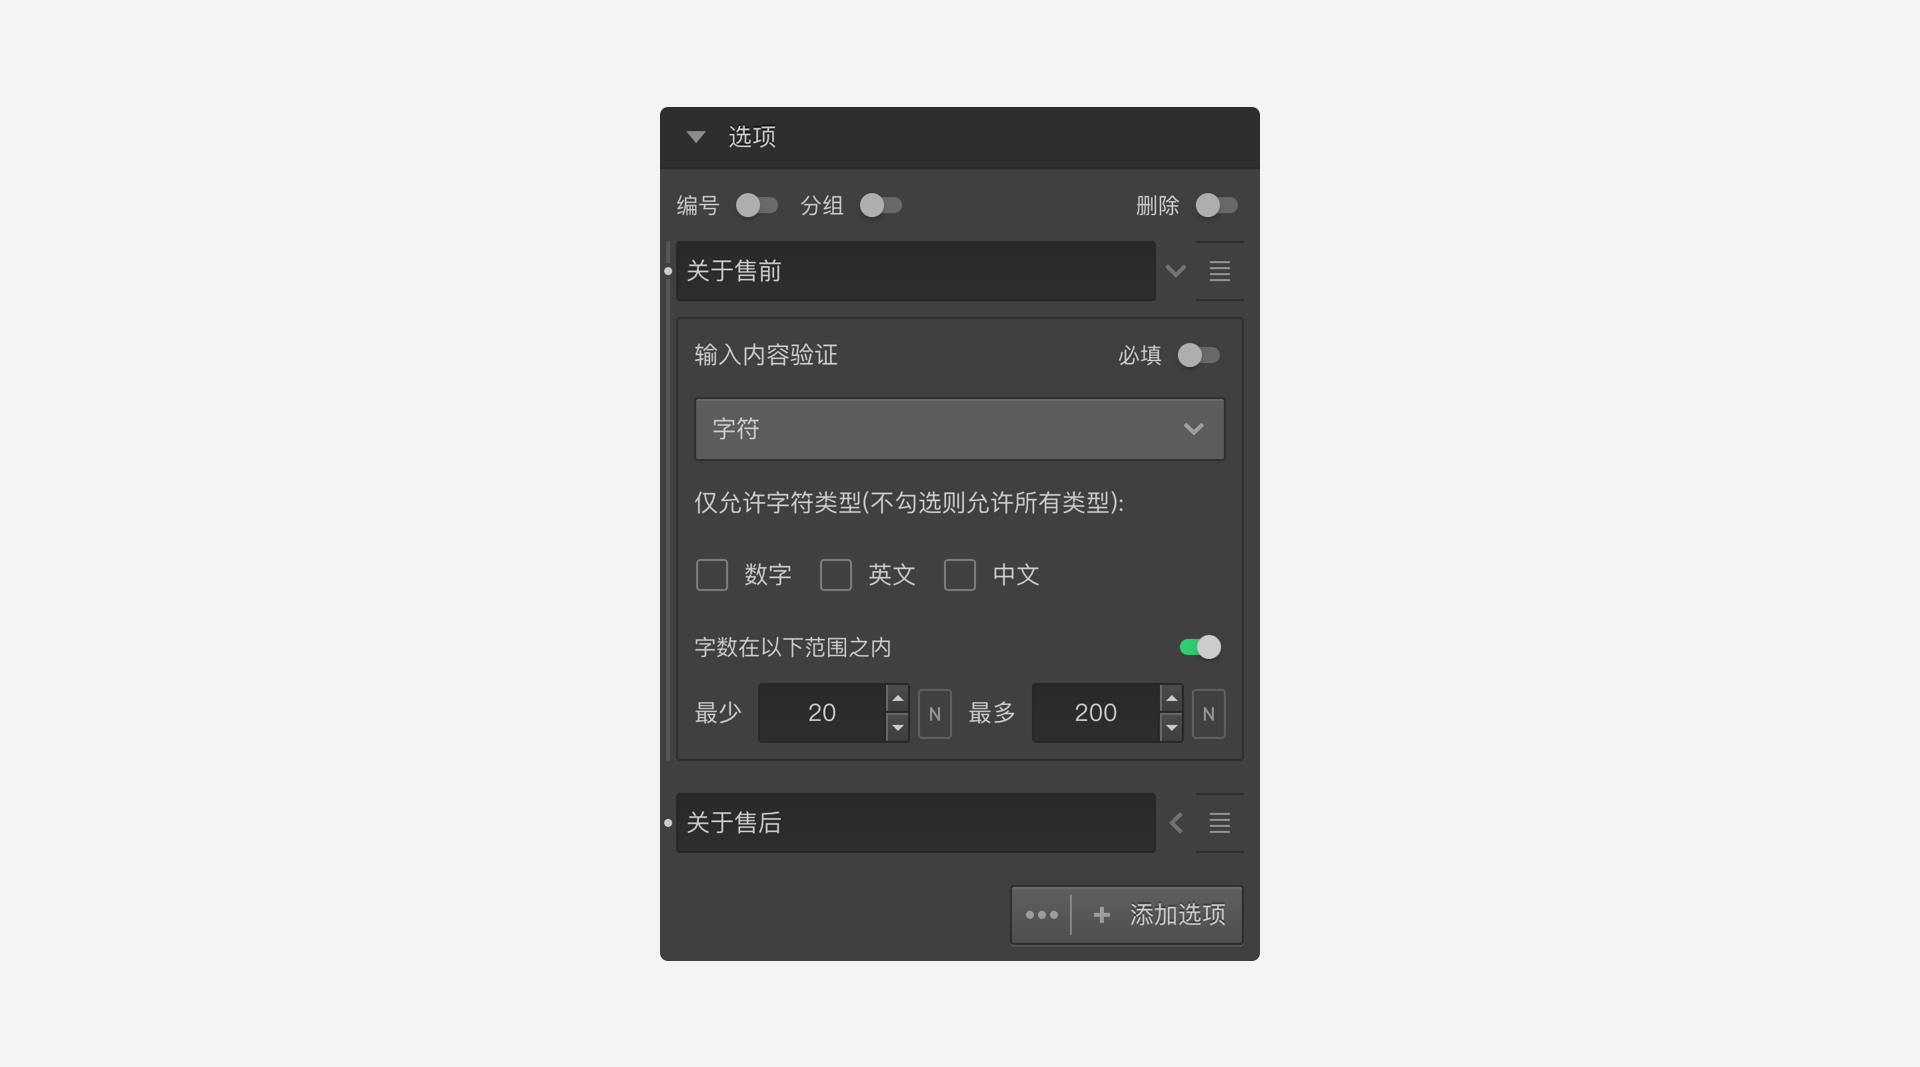 选项
编号 分组 删除
关于售前
输入内容验证 必填
字符
仅允许字符类型(不勾选则允许所有类型):
数字 英文 中文
字数在以下范围之内
最少 20 N 最多 200 N
关于售后
添加选项